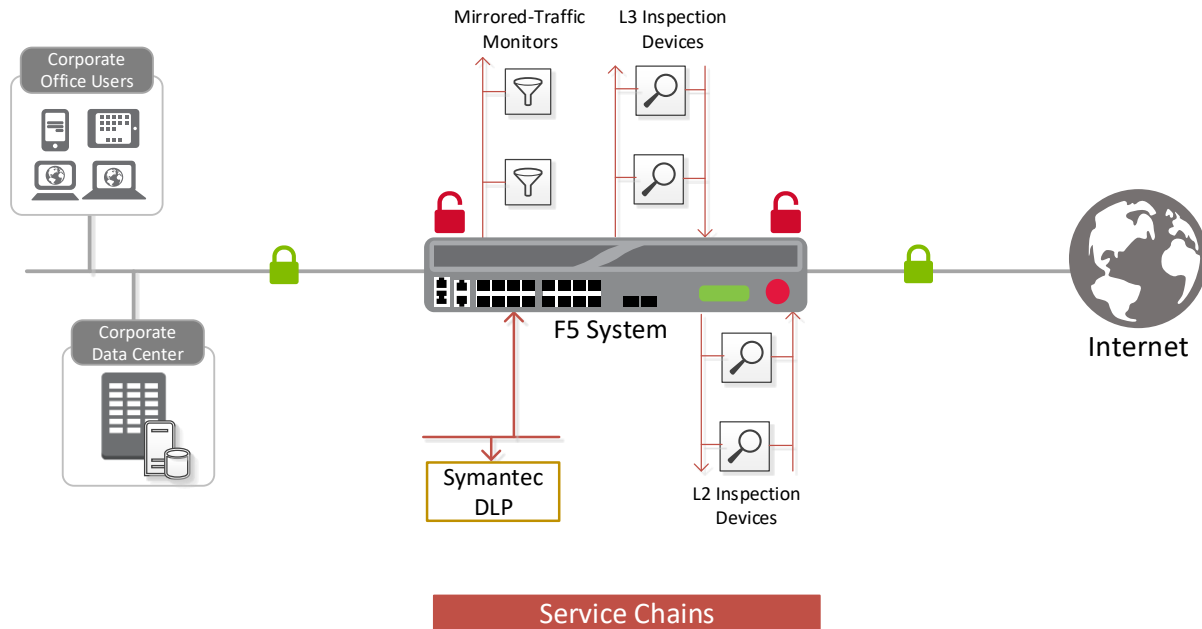 Mirrored-Traffic
Monitors
L3 Inspection
Devices
Corporate
Office Users
F5 System
Corporate
Data Center
Internet
Symantec
DLP
L2 Inspection
Devices
Service Chains